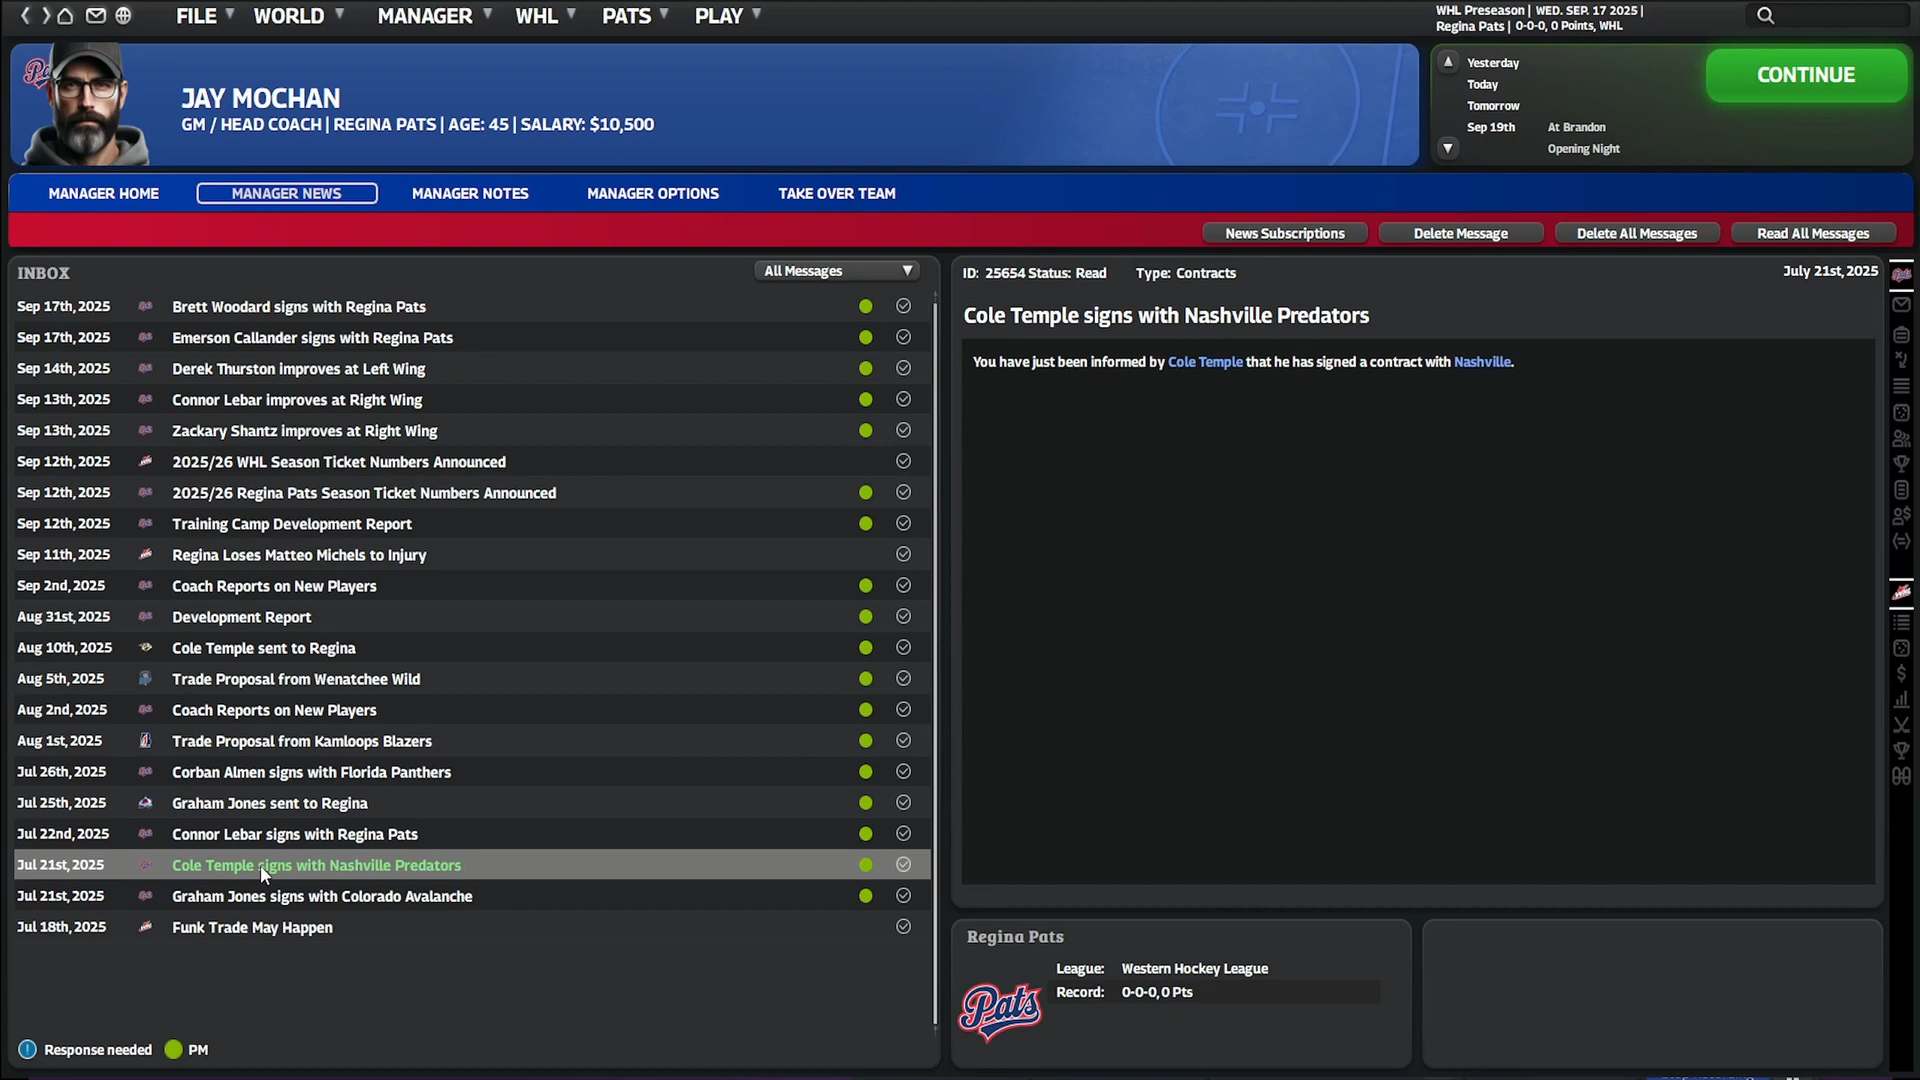 FILE WORLD MANAGER WHL PATS PLAY
WHL Preseason | WED. SEP. 17 2025 |
Regina Pats | 0-0-0, 0 Points, WHL
JAY MOCHAN
GM / HEAD COACH | REGINA PATS | AGE: 45 | SALARY: $10,500
Yesterday
Today
Tomorrow
Sep 19th At Brandon
Opening Night
CONTINUE
MANAGER HOME MANAGER NEWS MANAGER NOTES MANAGER OPTIONS TAKE OVER TEAM
News Subscriptions Delete Message Delete All Messages Read All Messages
INBOX All Messages
Sep 17th, 2025 Brett Woodard signs with Regina Pats
Sep 17th, 2025 Emerson Callander signs with Regina Pats
Sep 14th, 2025 Derek Thurston improves at Left Wing
Sep 13th, 2025 Connor Lebar improves at Right Wing
Sep 13th, 2025 Zackary Shantz improves at Right Wing
Sep 12th, 2025 2025/26 WHL Season Ticket Numbers Announced
Sep 12th, 2025 2025/26 Regina Pats Season Ticket Numbers Announced
Sep 12th, 2025 Training Camp Development Report
Sep 11th, 2025 Regina Loses Matteo Michels to Injury
Sep 2nd, 2025 Coach Reports on New Players
Aug 31st, 2025 Development Report
Aug 10th, 2025 Cole Temple sent to Regina
Aug 5th, 2025 Trade Proposal from Wenatchee Wild
Aug 2nd, 2025 Coach Reports on New Players
Aug 1st, 2025 Trade Proposal from Kamloops Blazers
Jul 26th, 2025 Corban Almen signs with Florida Panthers
Jul 25th, 2025 Graham Jones sent to Regina
Jul 22nd, 2025 Connor Lebar signs with Regina Pats
Jul 21st, 2025 Cole Temple signs with Nashville Predators
Jul 21st, 2025 Graham Jones signs with Colorado Avalanche
Jul 18th, 2025 Funk Trade May Happen
Response needed PM
ID: 25654 Status: Read Type: Contracts July 21st, 2025
Cole Temple signs with Nashville Predators
You have just been informed by Cole Temple that he has signed a contract with Nashville.
Regina Pats
Pats
League: Western Hockey League
Record: 0-0-0, 0 Pts